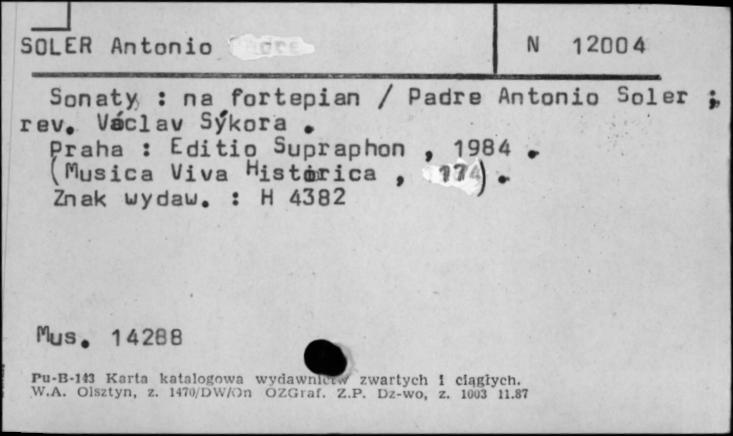 SOLER Antonio
N 12004
Sonaty : na fortepian / Padre Antonio Soler ;
rev. Václav Sýkora .
Praha : Editio Supraphon , 1984 .
(Musica Viva Historica , 174) .
Znak wydaw. : H 4382
Mus. 14288
Pu-B-143 Karta katalogowa wydawnictw zwartych i ciągłych.
W.A. Olsztyn, z. 1470/DW/On OZGraf. Z.P. Dz-wo, z. 1003 11.87